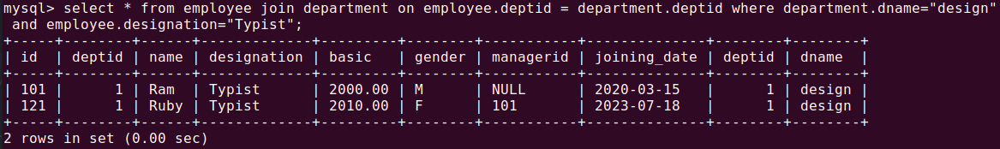 mysql> select * from employee join department on employee.deptid = department.deptid where department.dname="design"
 and employee.designation="Typist";
+-----+--------+------+-------------+---------+--------+-----------+--------------+--------+--------+
| id  | deptid | name | designation | basic   | gender | managerid | joining_date | deptid | dname  |
+-----+--------+------+-------------+---------+--------+-----------+--------------+--------+--------+
| 101 |      1 | Ram  | Typist      | 2000.00 | M      | NULL      | 2020-03-15   |      1 | design |
| 121 |      1 | Ruby | Typist      | 2010.00 | F      | 101       | 2023-07-18   |      1 | design |
+-----+--------+------+-------------+---------+--------+-----------+--------------+--------+--------+
2 rows in set (0.00 sec)